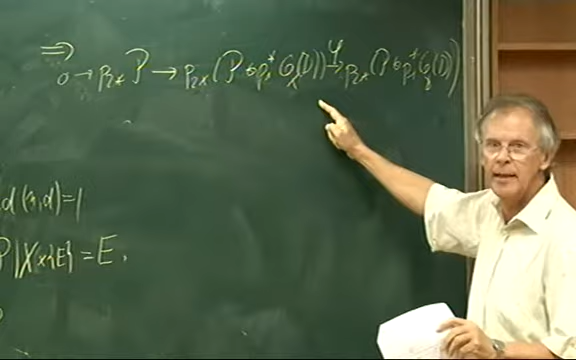 ⇒
0 → p₂⁎ P → p₂⁎(P ⊗ p₁* O_X(D)) →^φ p₂⁎(P ⊗ p₁* O_D(D))
d(r,d)=1
P|X×{E} = E,